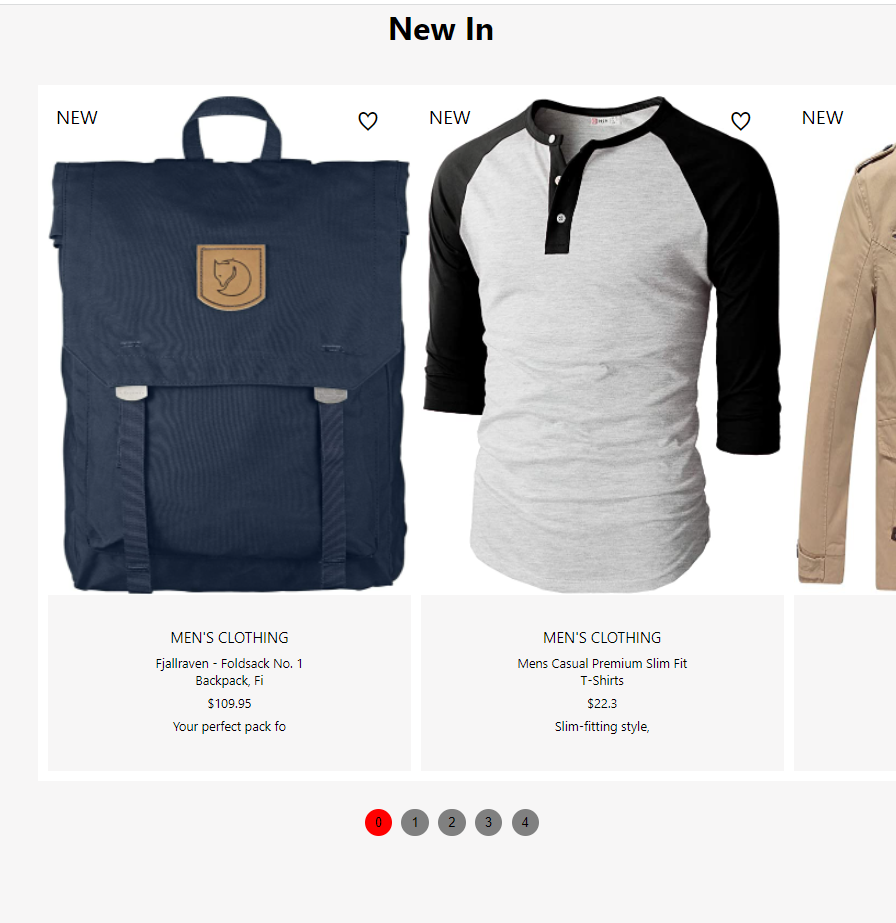 New In
NEW
NEW
NEW
MEN'S CLOTHING
Fjallraven - Foldsack No. 1
Backpack, Fi
$109.95
Your perfect pack fo
MEN'S CLOTHING
Mens Casual Premium Slim Fit
T-Shirts
$22.3
Slim-fitting style,
0 1 2 3 4